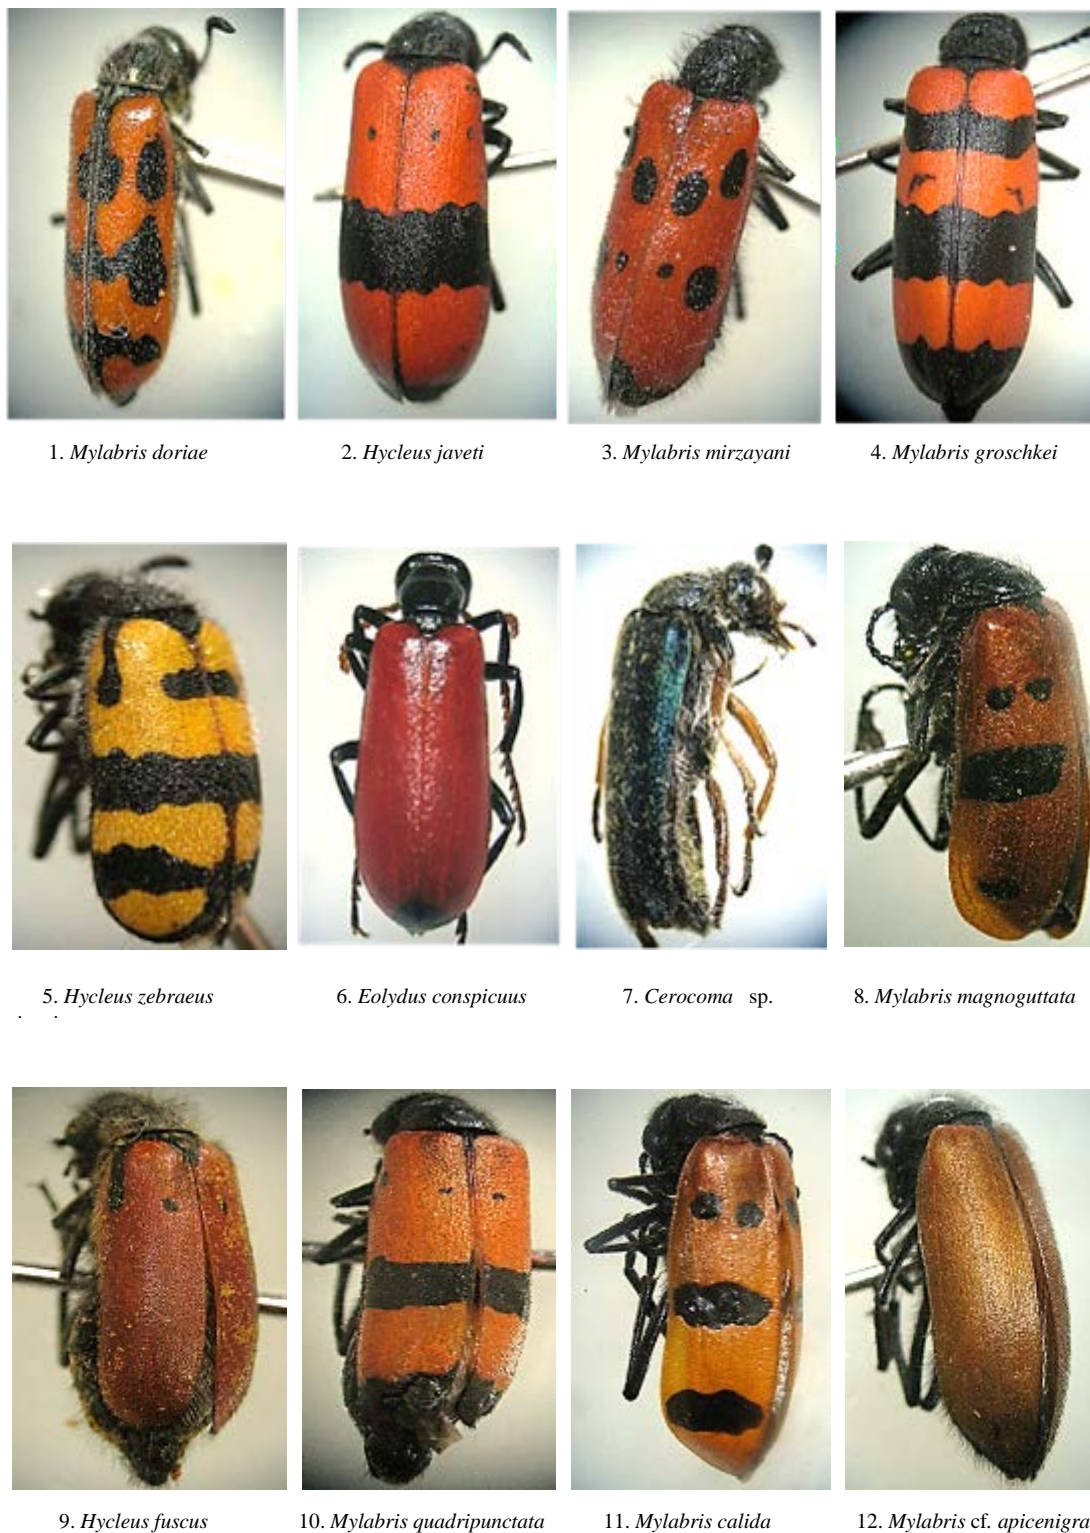 1. Mylabris doriae
2. Hycleus javeti
3. Mylabris mirzayani
4. Mylabris groschkei
5. Hycleus zebraeus
6. Eolydus conspicuus
7. Cerocoma sp.
8. Mylabris magnoguttata
9. Hycleus fuscus
10. Mylabris quadripunctata
11. Mylabris calida
12. Mylabris cf. apicenigra